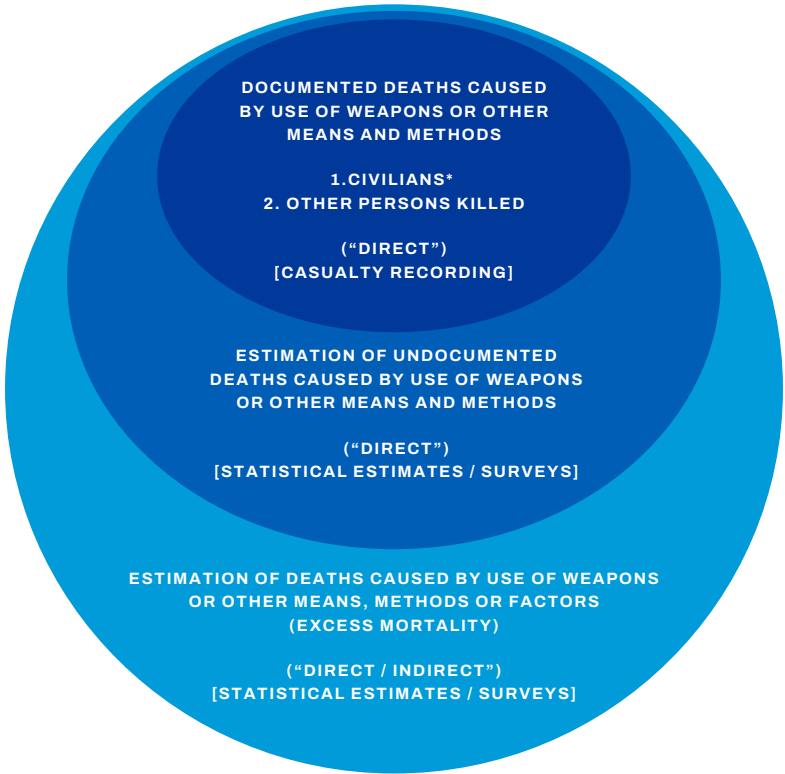 DOCUMENTED DEATHS CAUSED
BY USE OF WEAPONS OR OTHER
MEANS AND METHODS
1.CIVILIANS*
2. OTHER PERSONS KILLED
(“DIRECT”)
[CASUALTY RECORDING]
ESTIMATION OF UNDOCUMENTED
DEATHS CAUSED BY USE OF WEAPONS
OR OTHER MEANS AND METHODS
(“DIRECT”)
[STATISTICAL ESTIMATES / SURVEYS]
ESTIMATION OF DEATHS CAUSED BY USE OF WEAPONS
OR OTHER MEANS, METHODS OR FACTORS
(EXCESS MORTALITY)
(“DIRECT / INDIRECT”)
[STATISTICAL ESTIMATES / SURVEYS]